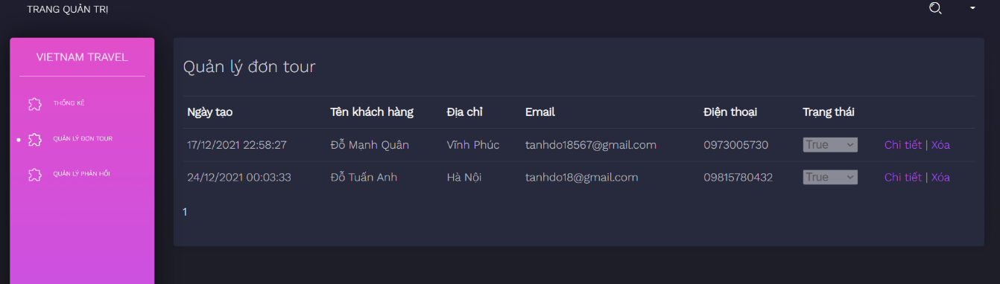 TRANG QUẢN TRỊ
VIETNAM TRAVEL
THỐNG KÊ
QUẢN LÝ ĐƠN TOUR
QUẢN LÝ PHẢN HỒI
Quản lý đơn tour
Ngày tạo Tên khách hàng Địa chỉ Email Điện thoại Trạng thái
17/12/2021 22:58:27 Đỗ Mạnh Quân Vĩnh Phúc tanhdo18567@gmail.com 0973005730 True Chi tiết | Xóa
24/12/2021 00:03:33 Đỗ Tuấn Anh Hà Nội tanhdo18@gmail.com 09815780432 True Chi tiết | Xóa
1